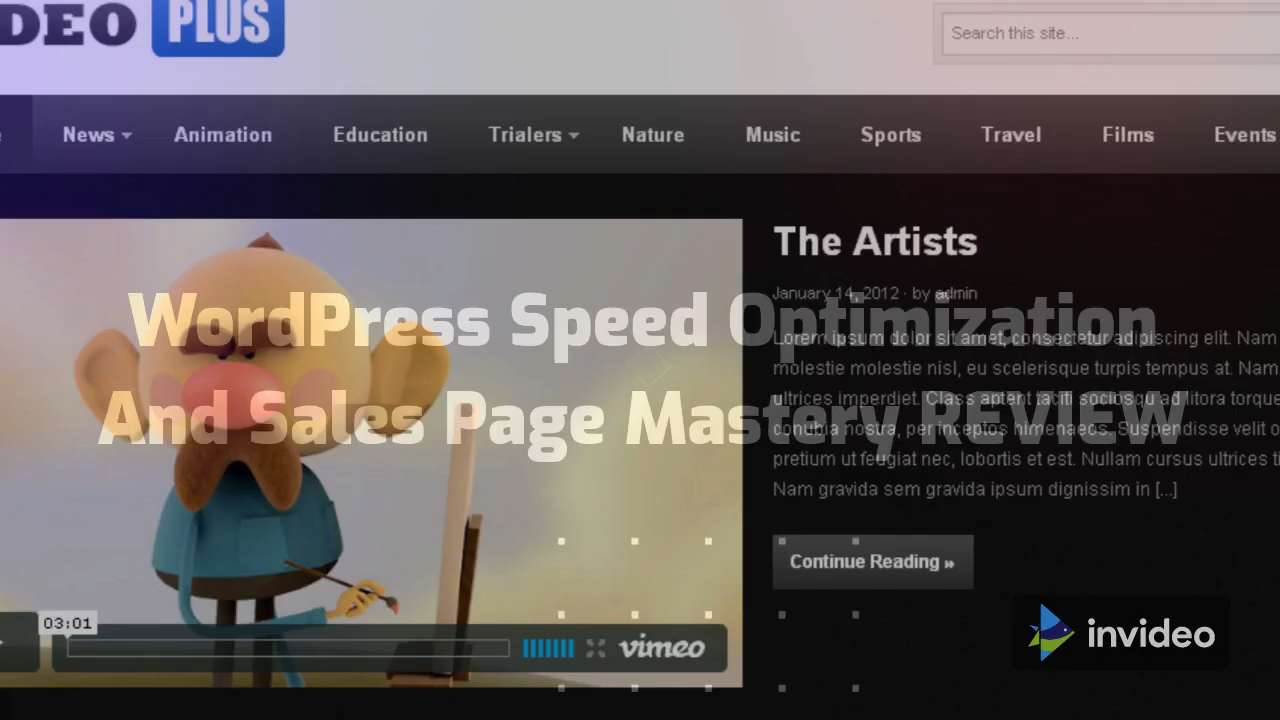 DEO PLUS
Search this site...
News Animation Education Trialers Nature Music Sports Travel Films Events
The Artists
January 14, 2012 · by admin
WordPress Speed Optimization
And Sales Page Mastery REVIEW
Lorem ipsum dolor sit amet, consectetur adipiscing elit. Nam
molestie molestie nisl, eu scelerisque turpis tempus at. Nam
ultrices imperdiet. Class aptent taciti sociosqu ad litora torque
conubia nostra, per inceptos himenaeos. Suspendisse velit o
pretium ut feugiat nec, lobortis et est. Nullam cursus ultrices ti
Nam gravida sem gravida ipsum dignissim in [...]
Continue Reading »
03:01
vimeo
invideo